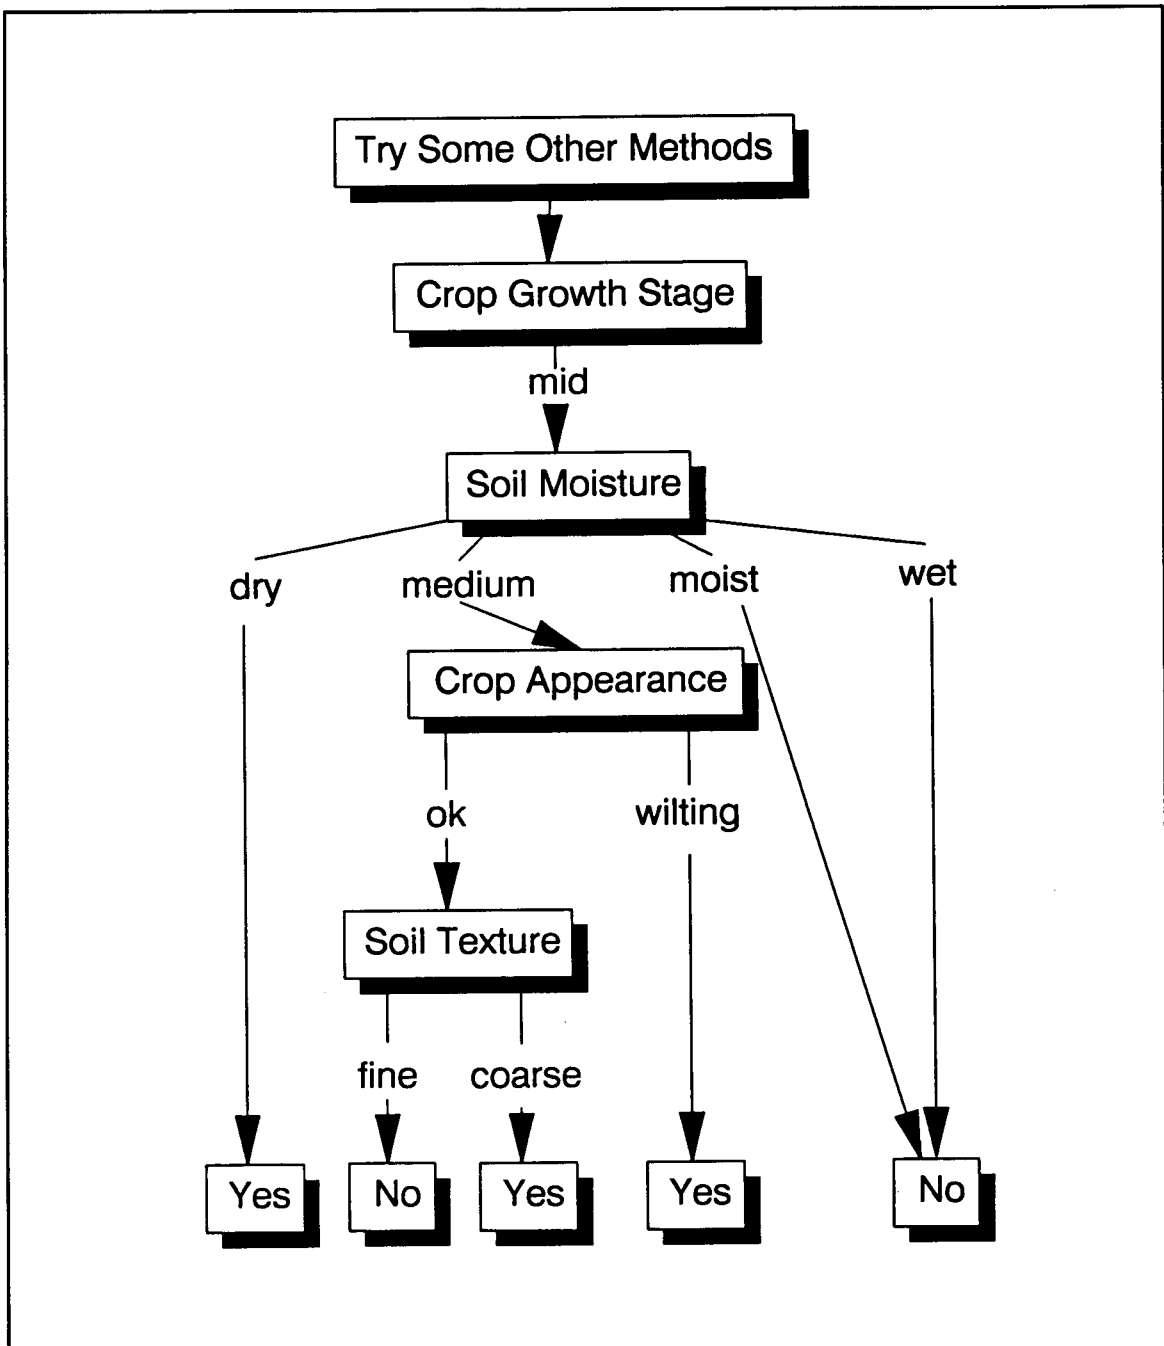 Try Some Other Methods
Crop Growth Stage
mid
Soil Moisture
dry
medium
moist
wet
Crop Appearance
ok
wilting
Soil Texture
fine
coarse
Yes
No
Yes
Yes
No